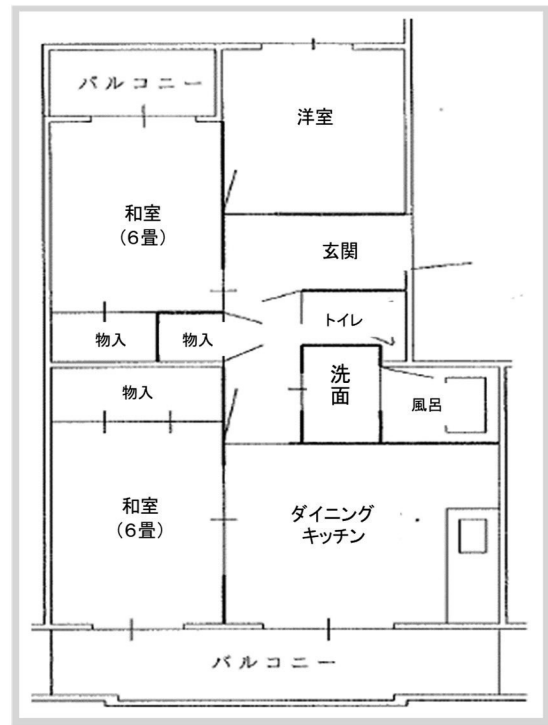 バルコニー
洋室
和室
(6畳)
玄関
物入
物入
トイレ
物入
洗面
風呂
和室
(6畳)
ダイニング
キッチン
バルコニー